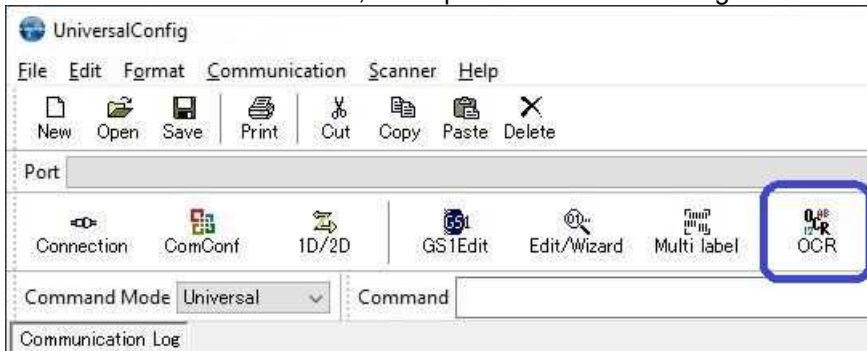 UniversalConfig
File Edit Format Communication Scanner Help
New Open Save Print Cut Copy Paste Delete
Port
Connection ComConf 1D/2D GS1Edit Edit/Wizard Multi label OCR
Command Mode Universal Command
Communication Log